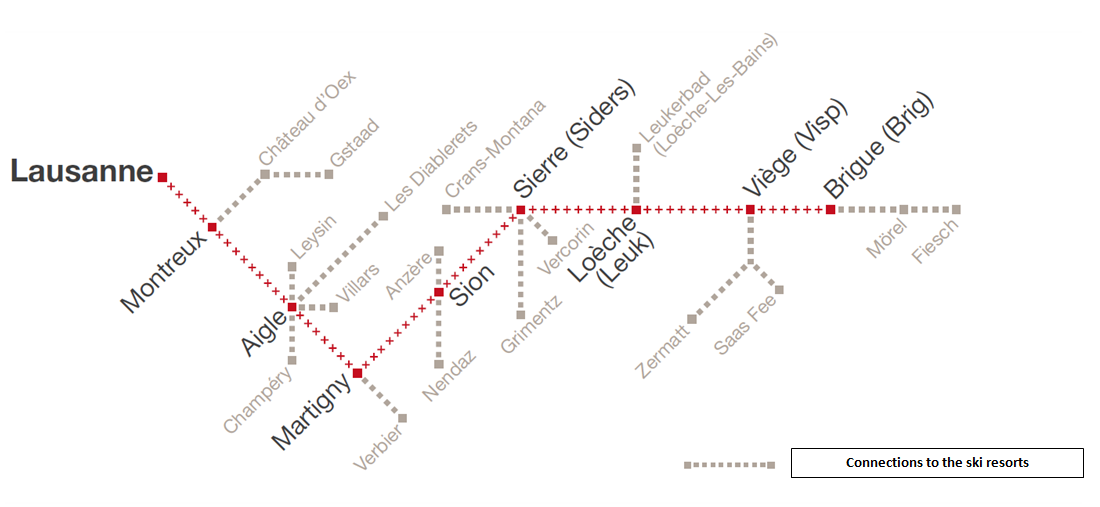 Lausanne
Montreux
Château d'Oex
Gstaad
Aigle
Leysin
Les Diablerets
Villars
Champéry
Martigny
Verbier
Sion
Anzère
Nendaz
Sierre (Siders)
Crans-Montana
Vercorin
Grimentz
Loèche
(Leuk)
Leukerbad
(Loèche-Les-Bains)
Viège (Visp)
Zermatt
Saas Fee
Brigue (Brig)
Mörel
Fiesch
Connections to the ski resorts